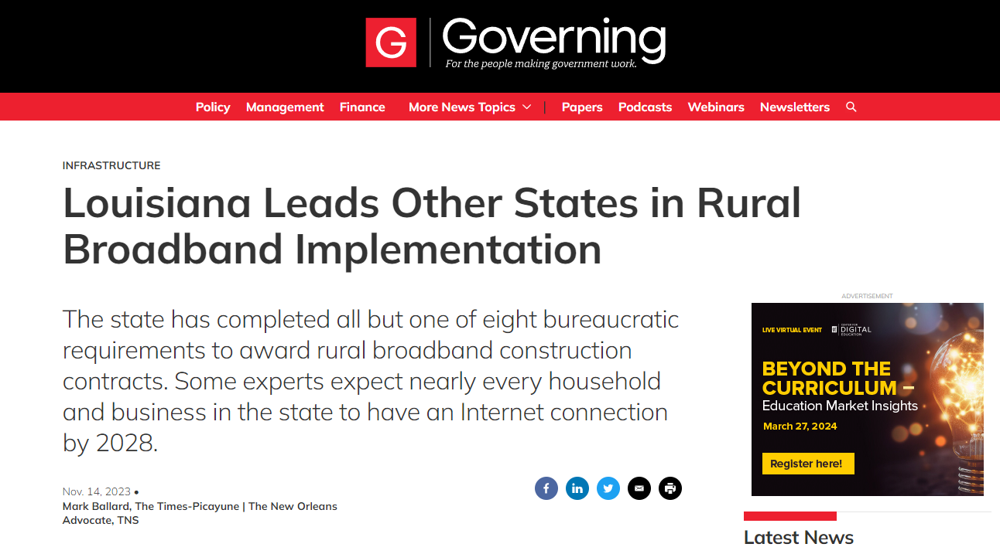 G
Governing
For the people making government work.
Policy Management Finance More News Topics Papers Podcasts Webinars Newsletters
INFRASTRUCTURE
Louisiana Leads Other States in Rural
Broadband Implementation
The state has completed all but one of eight bureaucratic
requirements to award rural broadband construction
contracts. Some experts expect nearly every household
and business in the state to have an Internet connection
by 2028.
Nov. 14, 2023 •
Mark Ballard, The Times-Picayune | The New Orleans
Advocate, TNS
f in
ADVERTISEMENT
LIVE VIRTUAL EVENT
CENTER FOR
DIGITAL
EDUCATION
BEYOND THE
CURRICULUM –
Education Market Insights
March 27, 2024
Register here!
Latest News